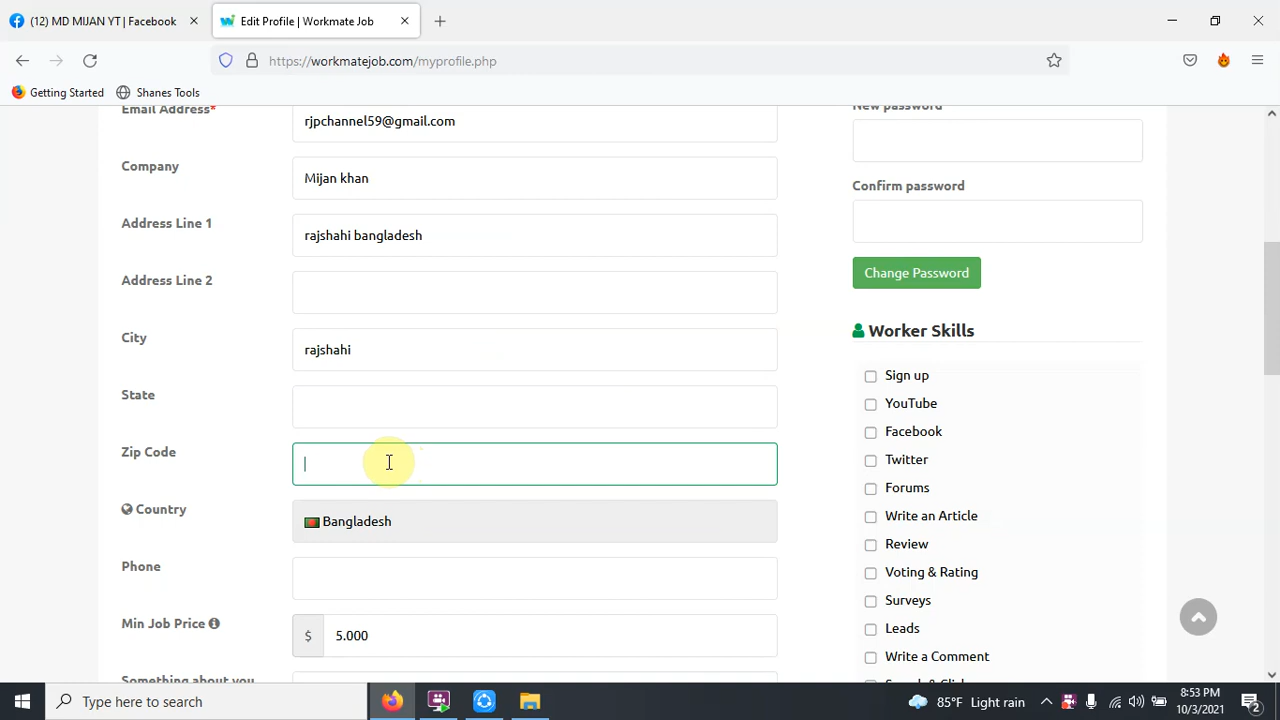 (12) MD MIJAN YT | Facebook
Edit Profile | Workmate Job
https://workmatejob.com/myprofile.php
Getting Started
Shanes Tools
Email Address*
rjpchannel59@gmail.com
Company
Mijan khan
Address Line 1
rajshahi bangladesh
Address Line 2
City
rajshahi
State
Zip Code
Country
Bangladesh
Phone
Min Job Price
$ 5.000
Something about you
New password
Confirm password
Change Password
Worker Skills
Sign up
YouTube
Facebook
Twitter
Forums
Write an Article
Review
Voting & Rating
Surveys
Leads
Write a Comment
Type here to search
85°F Light rain
8:53 PM
10/3/2021
2